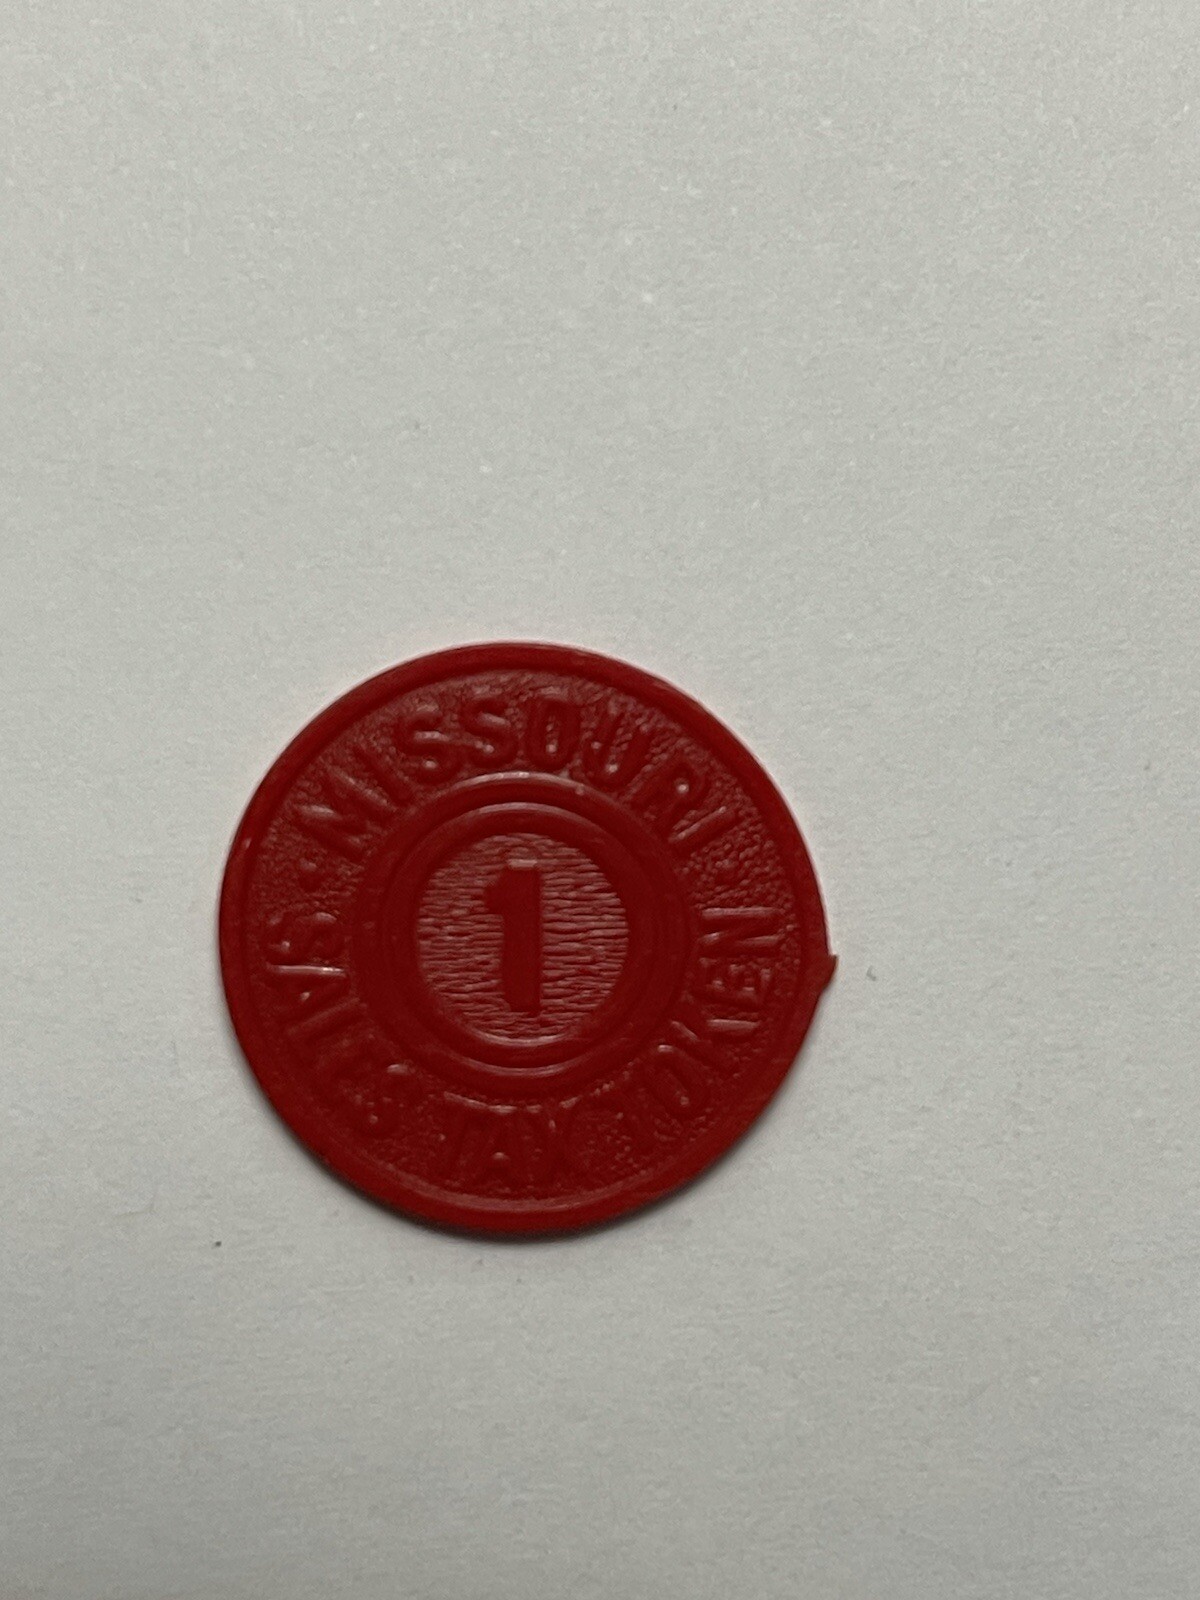 MISSOURI
SALES TAX TOKEN
1